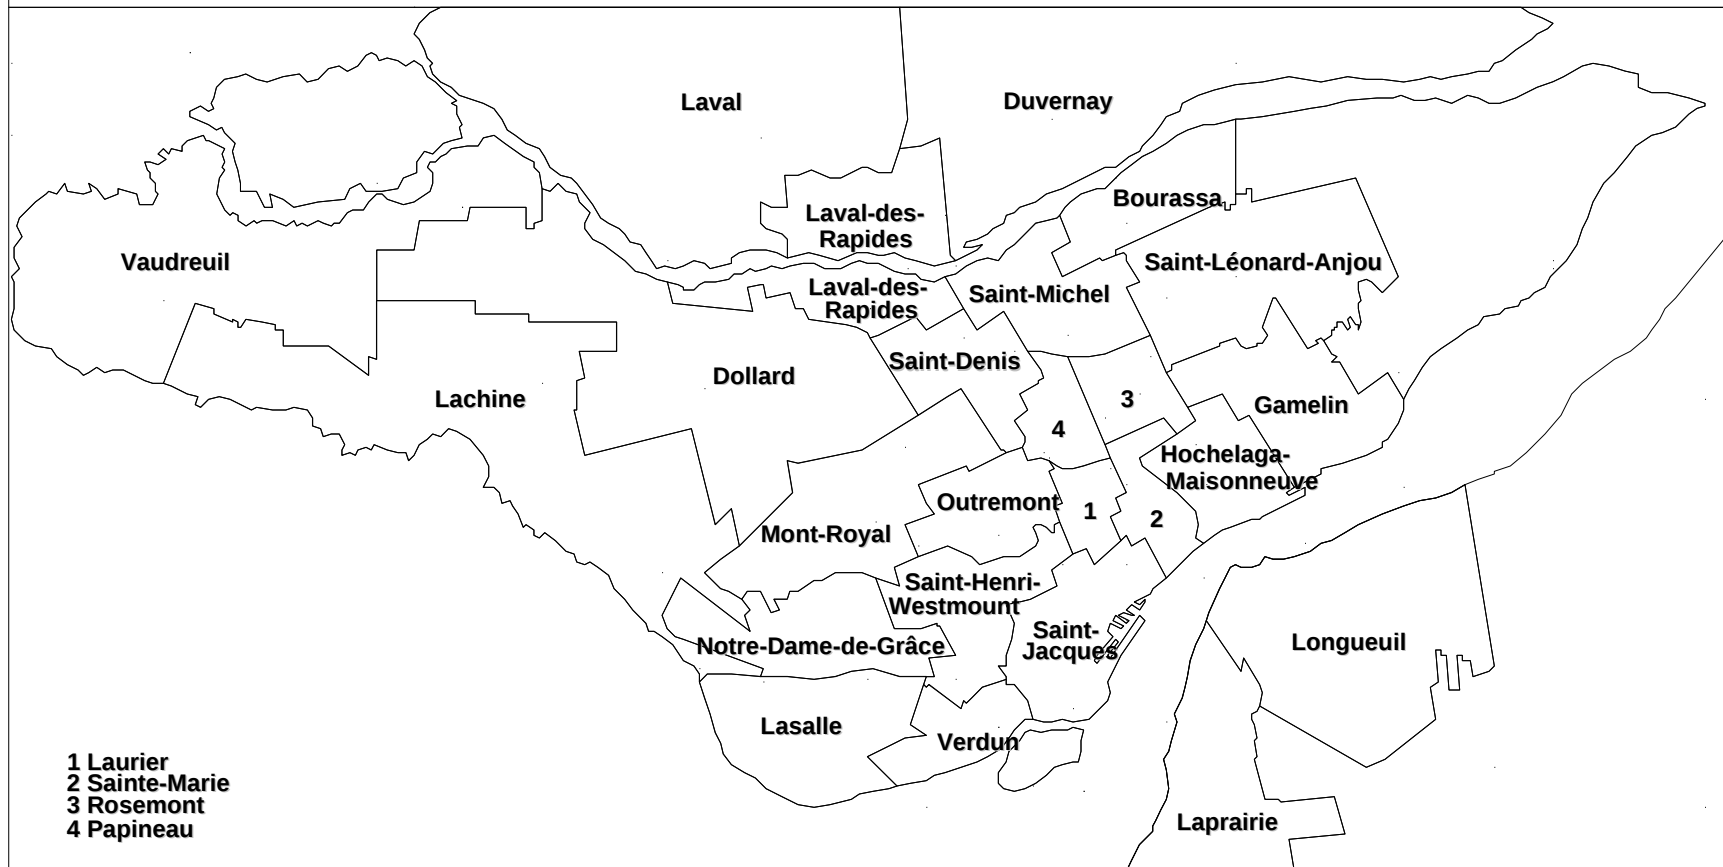 Laval
Duvernay
Bourassa
Laval-des-
Rapides
Vaudreuil
Saint-Léonard-Anjou
Laval-des-
Rapides
Saint-Michel
Saint-Denis
Dollard
Lachine
3
Gamelin
4
Hochelaga-
Maisonneuve
Outremont
1
2
Mont-Royal
Saint-Henri-
Westmount
Saint-
Jacques
Notre-Dame-de-Grâce
Longueuil
Lasalle
Verdun
Laprairie
1 Laurier
2 Sainte-Marie
3 Rosemont
4 Papineau